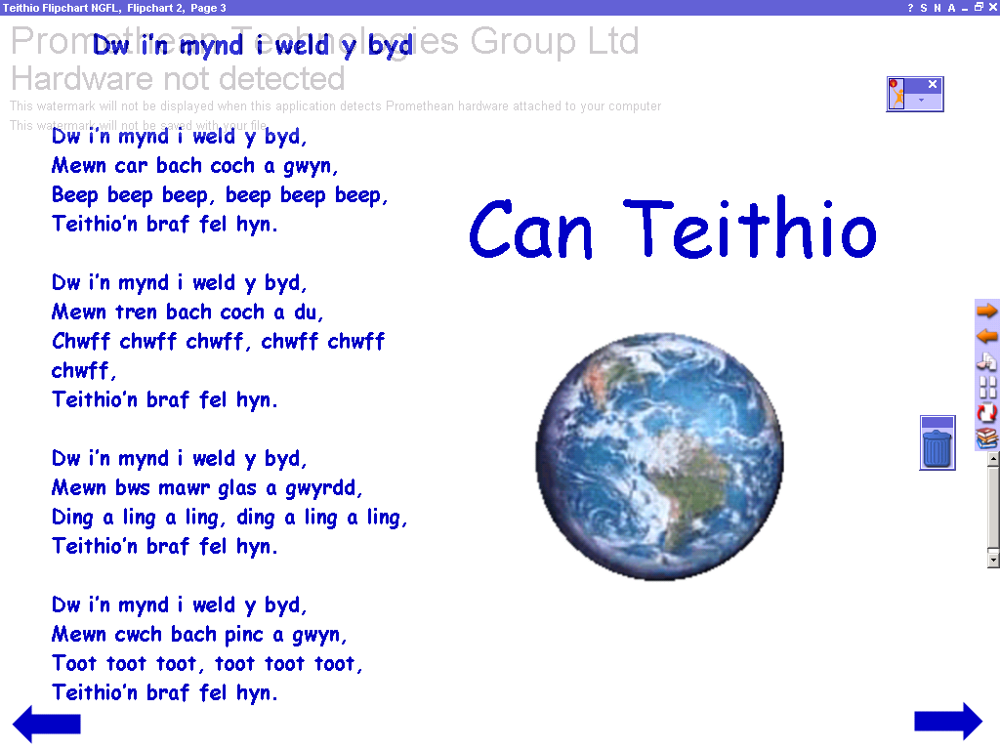 Teithio Flipchart NGFL, Flipchart 2, Page 3
? S N A
Promethean Technologies Group Ltd
Dw i'n mynd i weld y byd
Hardware not detected
This watermark will not be displayed when this application detects Promethean hardware attached to your computer
This watermark will not be saved with your file
Dw i'n mynd i weld y byd,
Mewn car bach coch a gwyn,
Beep beep beep, beep beep beep,
Teithio'n braf fel hyn.
Can Teithio
Dw i'n mynd i weld y byd,
Mewn tren bach coch a du,
Chwff chwff chwff, chwff chwff
chwff,
Teithio'n braf fel hyn.
Dw i'n mynd i weld y byd,
Mewn bws mawr glas a gwyrdd,
Ding a ling a ling, ding a ling a ling,
Teithio'n braf fel hyn.
Dw i'n mynd i weld y byd,
Mewn cwch bach pinc a gwyn,
Toot toot toot, toot toot toot,
Teithio'n braf fel hyn.